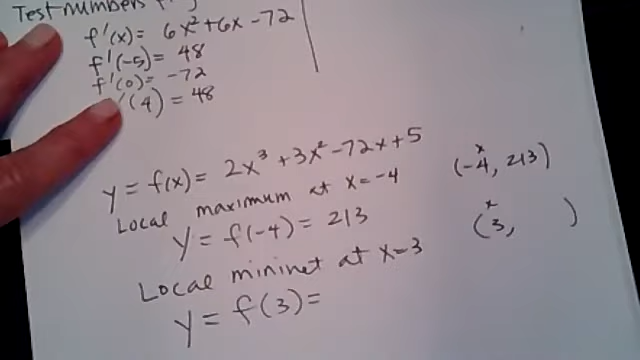 Test numbers
f'(x) = 6x² + 6x - 72
f'(-5) = 48
f'(0) = -72
'(4) = 48
y = f(x) = 2x³ + 3x² - 72x + 5
Local maximum at x = -4
x
(-4, 213)
y = f(-4) = 213
Local mininet at x = 3
x
(3, )
y = f(3) =